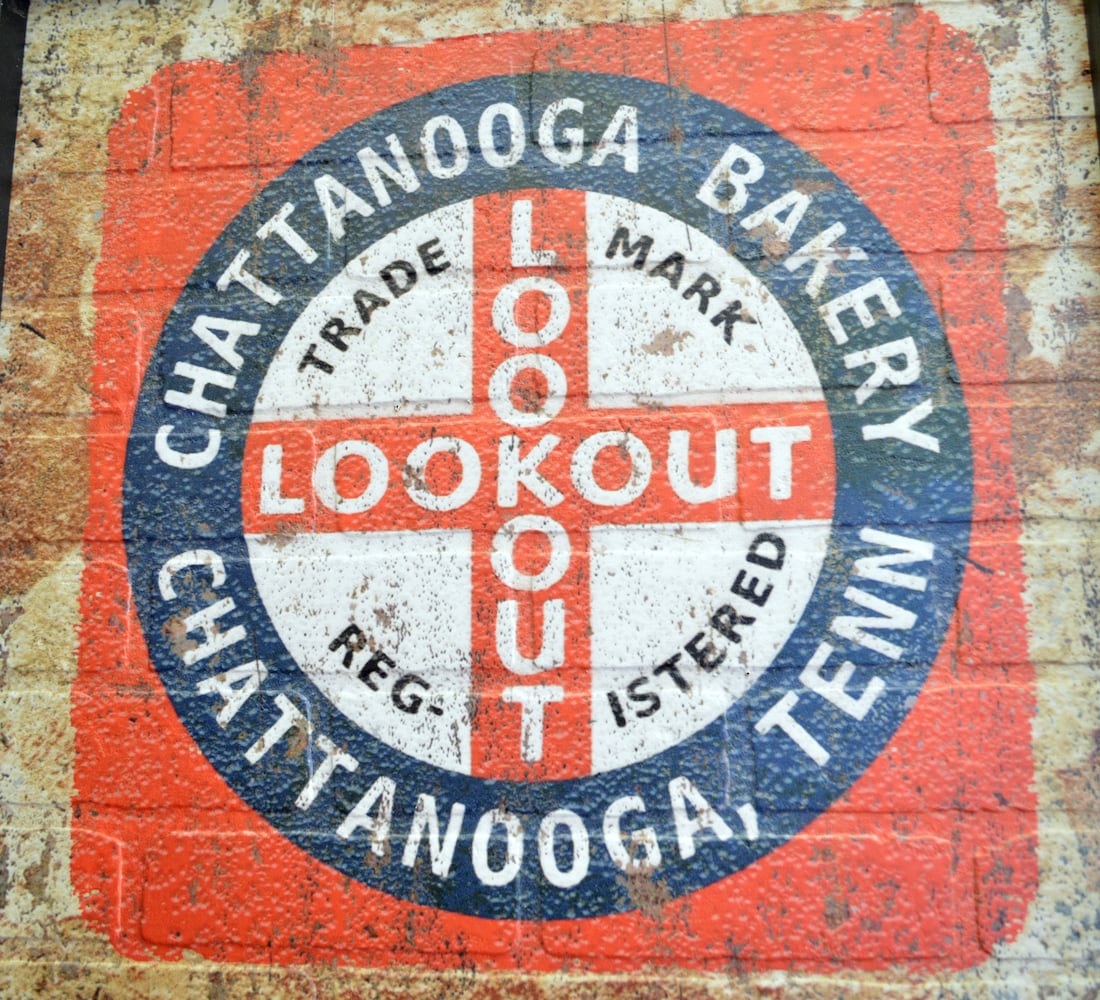 CHATTANOOGA BAKERY
CHATTANOOGA, TENN
TRADE MARK
REG-ISTERED
LOOKOUT
LOOKOUT